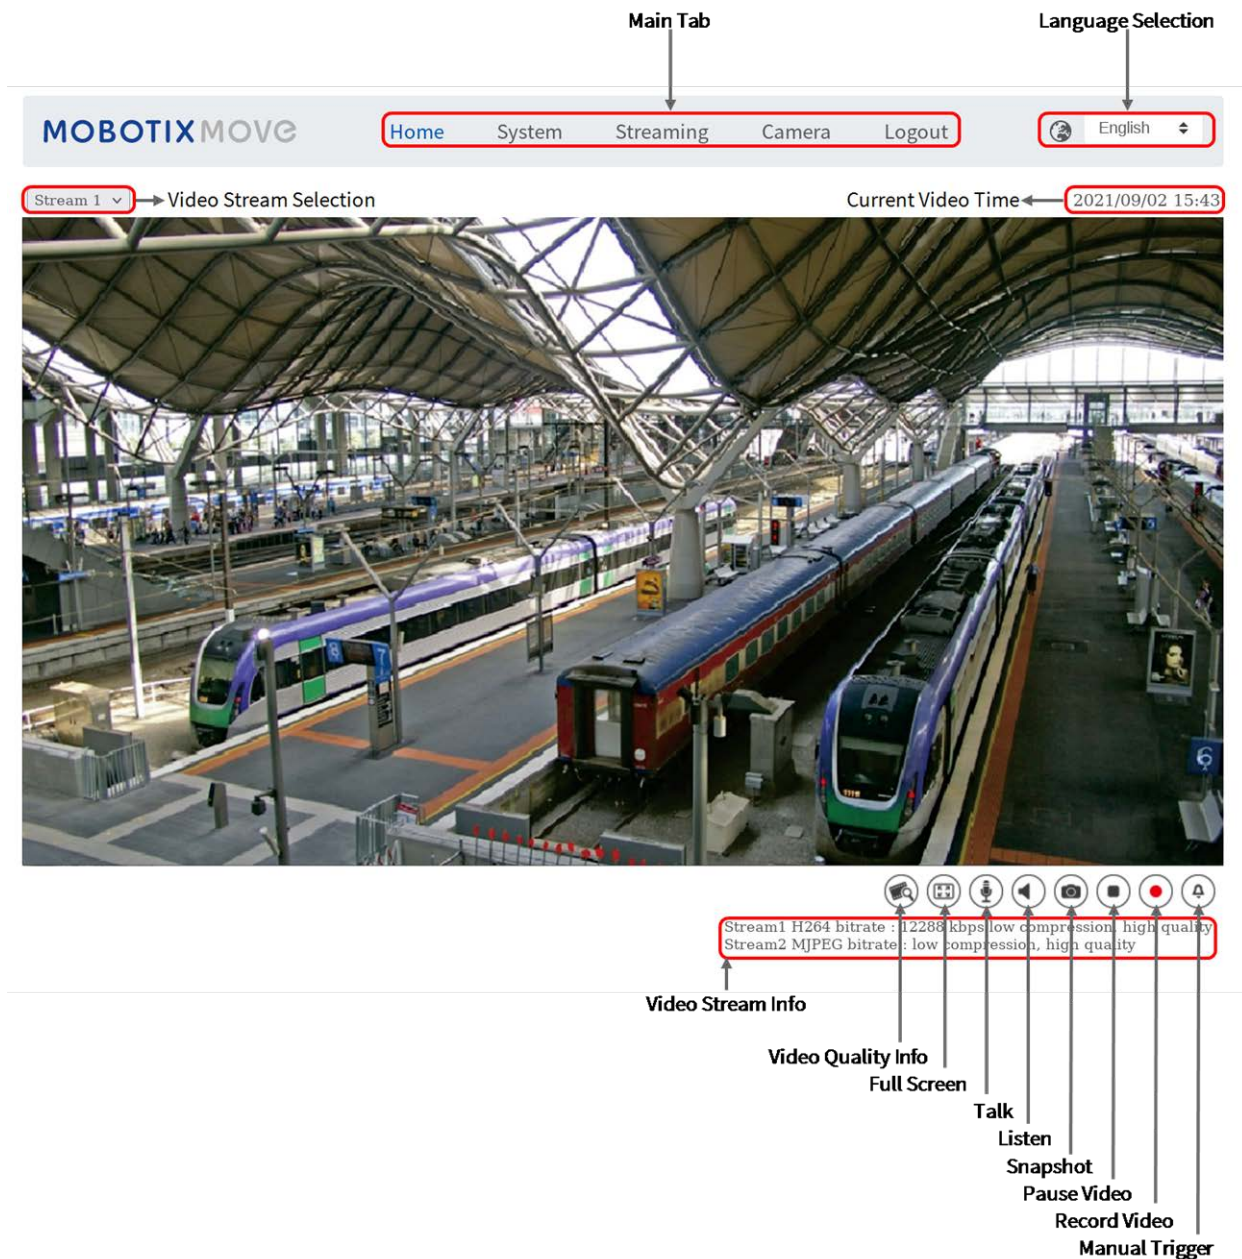 Main Tab Language Selection
MOBOTIX MOVE Home System Streaming Camera Logout English
Stream 1 Video Stream Selection Current Video Time 2021/09/02 15:43
8 7
6
Stream1 H264 bitrate : 12288 kbps low compression, high quality
Stream2 MJPEG bitrate : low compression, high quality
Video Stream Info
Video Quality Info
Full Screen
Talk
Listen
Snapshot
Pause Video
Record Video
Manual Trigger